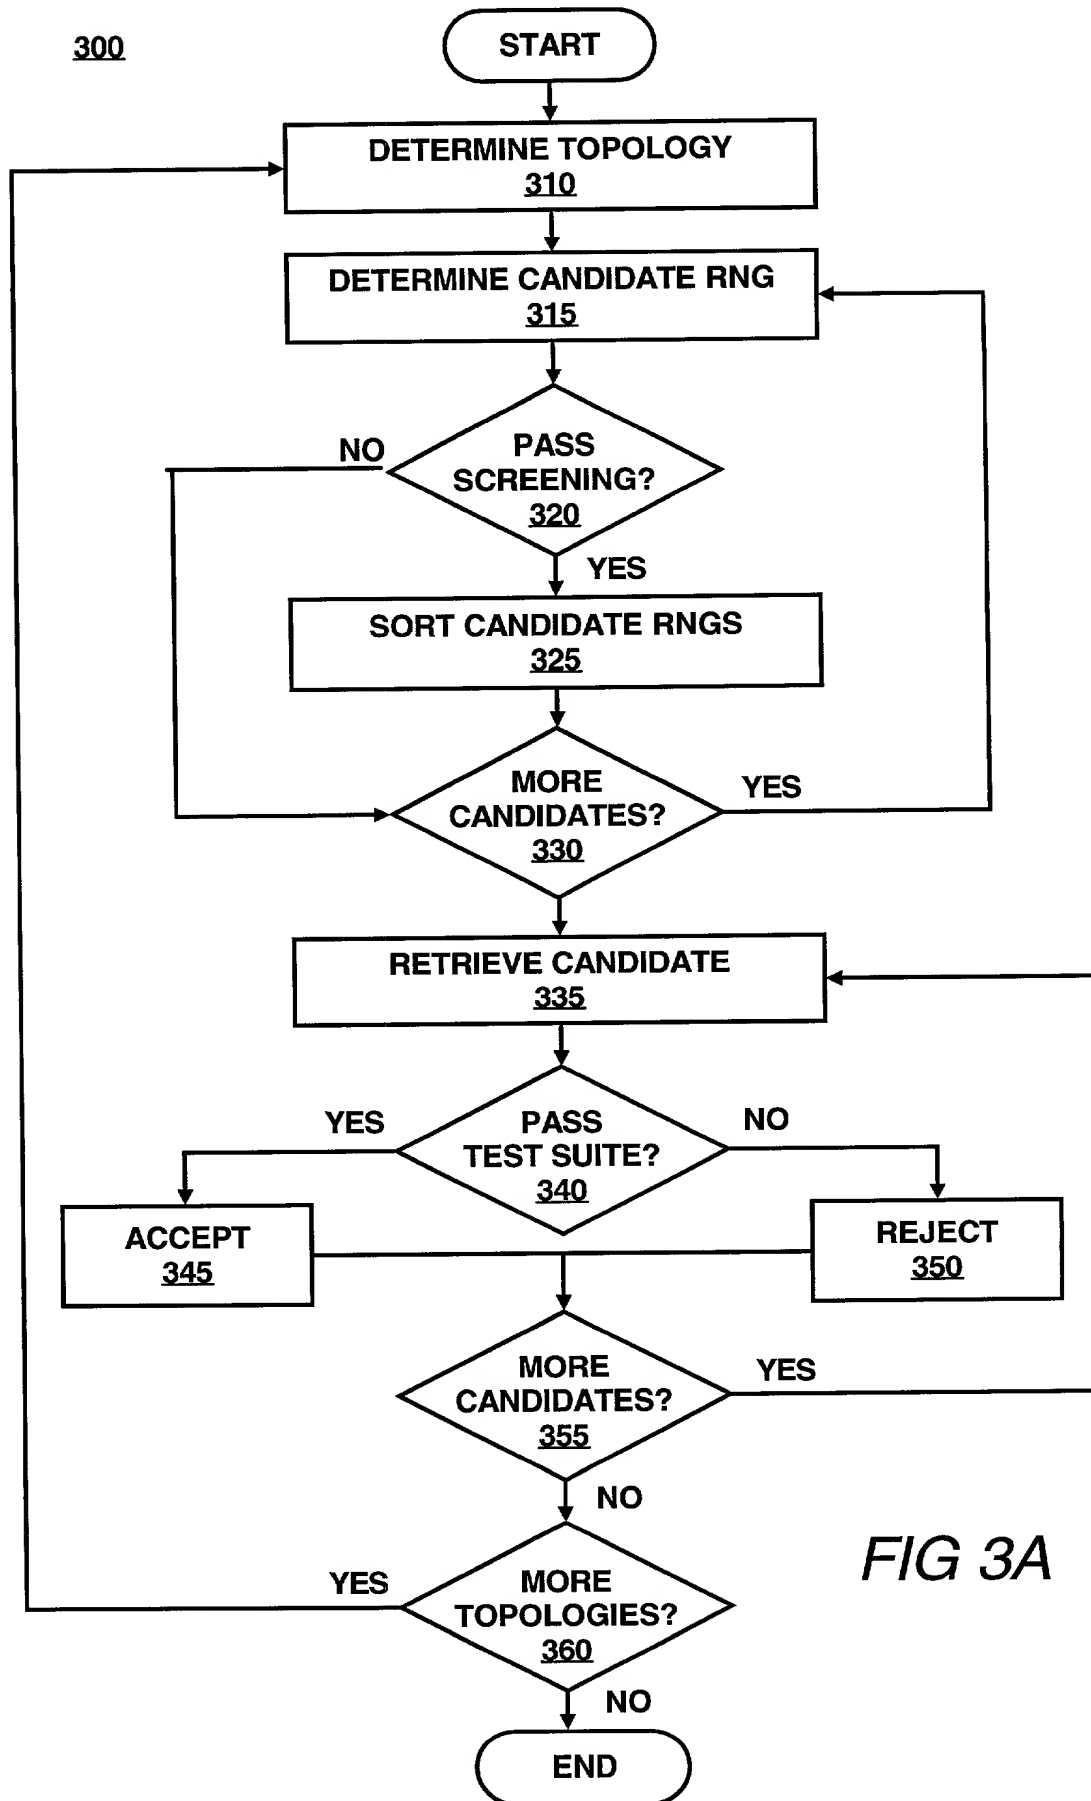 300
START
DETERMINE TOPOLOGY
310
DETERMINE CANDIDATE RNG
315
NO
PASS
SCREENING?
320
YES
SORT CANDIDATE RNGS
325
MORE
CANDIDATES?
330
YES
RETRIEVE CANDIDATE
335
YES
PASS
TEST SUITE?
340
NO
ACCEPT
345
REJECT
350
MORE
CANDIDATES?
355
YES
NO
FIG 3A
YES
MORE
TOPOLOGIES?
360
NO
END